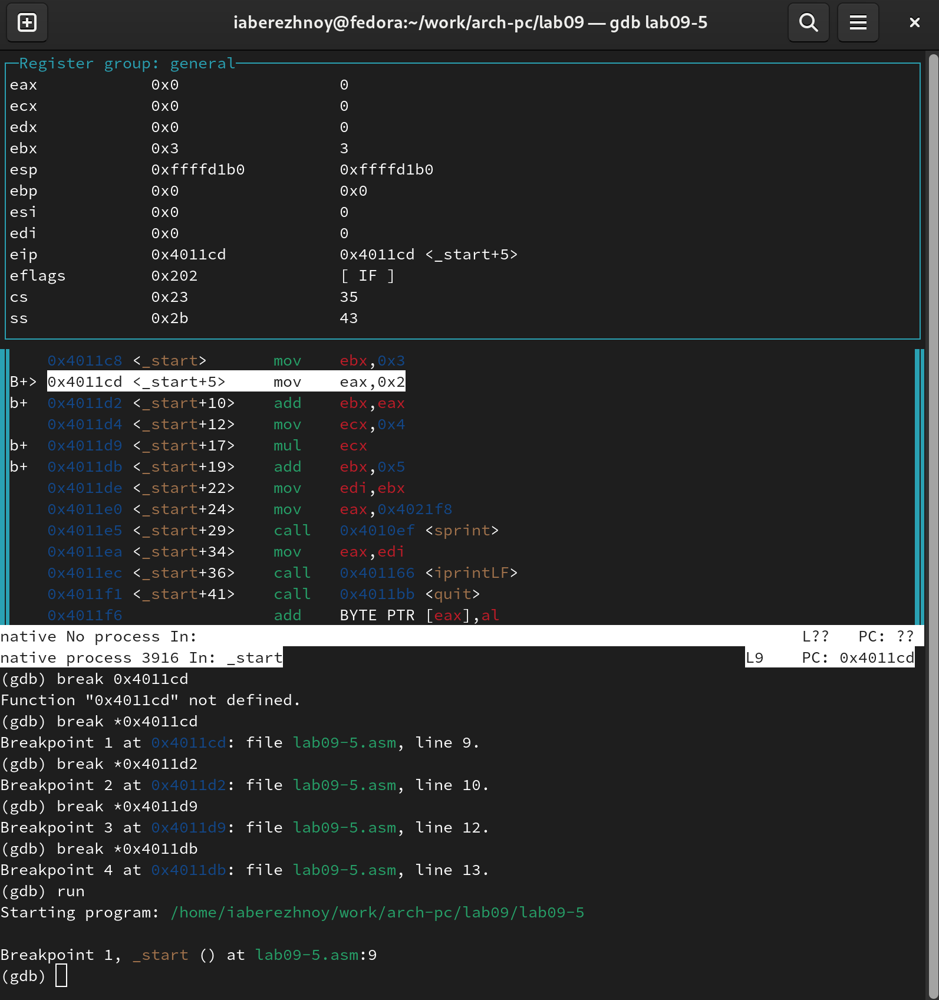 iaberezhnoy@fedora:~/work/arch-pc/lab09 — gdb lab09-5
Register group: general
eax 0x0 0
ecx 0x0 0
edx 0x0 0
ebx 0x3 3
esp 0xffffd1b0 0xffffd1b0
ebp 0x0 0x0
esi 0x0 0
edi 0x0 0
eip 0x4011cd 0x4011cd <_start+5>
eflags 0x202 [ IF ]
cs 0x23 35
ss 0x2b 43
0x4011c8 <_start> mov ebx,0x3
B+> 0x4011cd <_start+5> mov eax,0x2
b+ 0x4011d2 <_start+10> add ebx,eax
0x4011d4 <_start+12> mov ecx,0x4
b+ 0x4011d9 <_start+17> mul ecx
b+ 0x4011db <_start+19> add ebx,0x5
0x4011de <_start+22> mov edi,ebx
0x4011e0 <_start+24> mov eax,0x4021f8
0x4011e5 <_start+29> call 0x4010ef <sprint>
0x4011ea <_start+34> mov eax,edi
0x4011ec <_start+36> call 0x401166 <iprintLF>
0x4011f1 <_start+41> call 0x4011bb <quit>
0x4011f6 add BYTE PTR [eax],al
native No process In: L?? PC: ??
native process 3916 In: _start L9 PC: 0x4011cd
(gdb) break 0x4011cd
Function "0x4011cd" not defined.
(gdb) break *0x4011cd
Breakpoint 1 at 0x4011cd: file lab09-5.asm, line 9.
(gdb) break *0x4011d2
Breakpoint 2 at 0x4011d2: file lab09-5.asm, line 10.
(gdb) break *0x4011d9
Breakpoint 3 at 0x4011d9: file lab09-5.asm, line 12.
(gdb) break *0x4011db
Breakpoint 4 at 0x4011db: file lab09-5.asm, line 13.
(gdb) run
Starting program: /home/iaberezhnoy/work/arch-pc/lab09/lab09-5
Breakpoint 1, _start () at lab09-5.asm:9
(gdb)